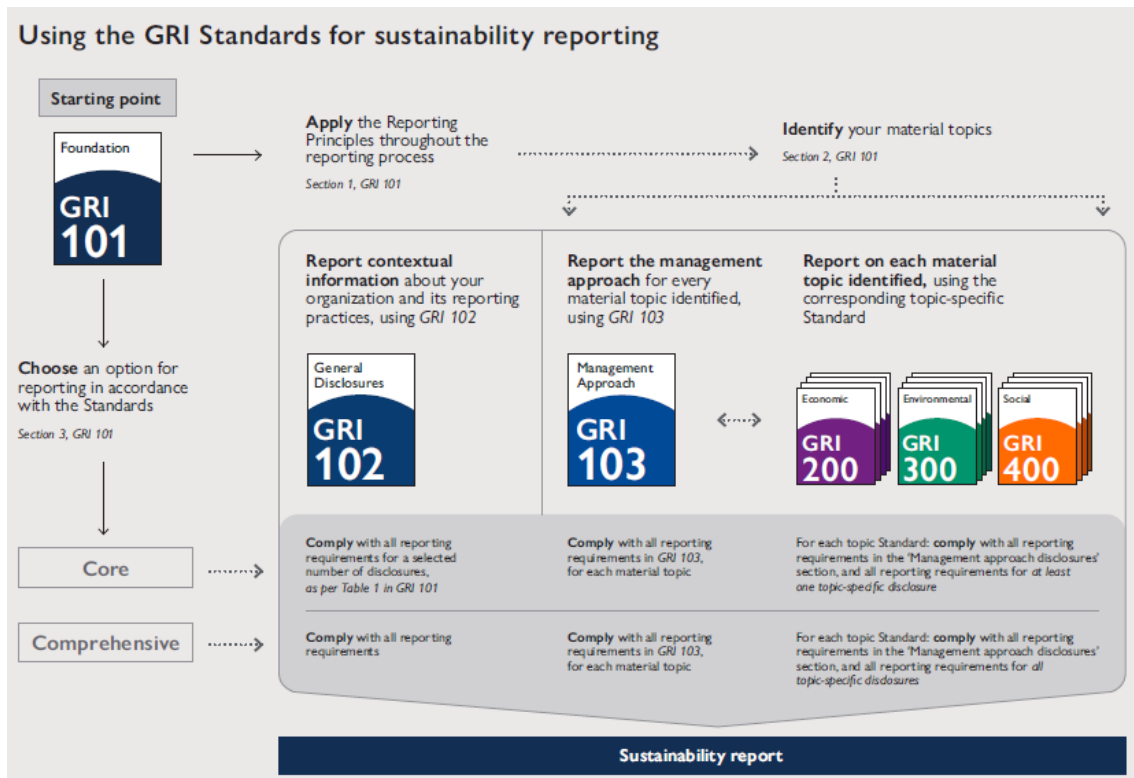 Using the GRI Standards for sustainability reporting
Starting point
Foundation
GRI
101
Apply the Reporting
Principles throughout the
reporting process
Section 1, GRI 101
Identify your material topics
Section 2, GRI 101
Choose an option for
reporting in accordance
with the Standards
Section 3, GRI 101
Report contextual
information about your
organization and its reporting
practices, using GRI 102
General
Disclosures
GRI
102
Report the management
approach for every
material topic identified,
using GRI 103
Management
Approach
GRI
103
Report on each material
topic identified, using the
corresponding topic-specific
Standard
Economic
GRI
200
Environmental
GRI
300
Social
GRI
400
Core
Comply with all reporting
requirements for a selected
number of disclosures,
as per Table 1 in GRI 101
Comply with all reporting
requirements in GRI 103,
for each material topic
For each topic Standard: comply with all reporting
requirements in the 'Management approach disclosures'
section, and all reporting requirements for at least
one topic-specific disclosure
Comprehensive
Comply with all reporting
requirements
Comply with all reporting
requirements in GRI 103,
for each material topic
For each topic Standard: comply with all reporting
requirements in the 'Management approach disclosures'
section, and all reporting requirements for all
topic-specific disclosures
Sustainability report